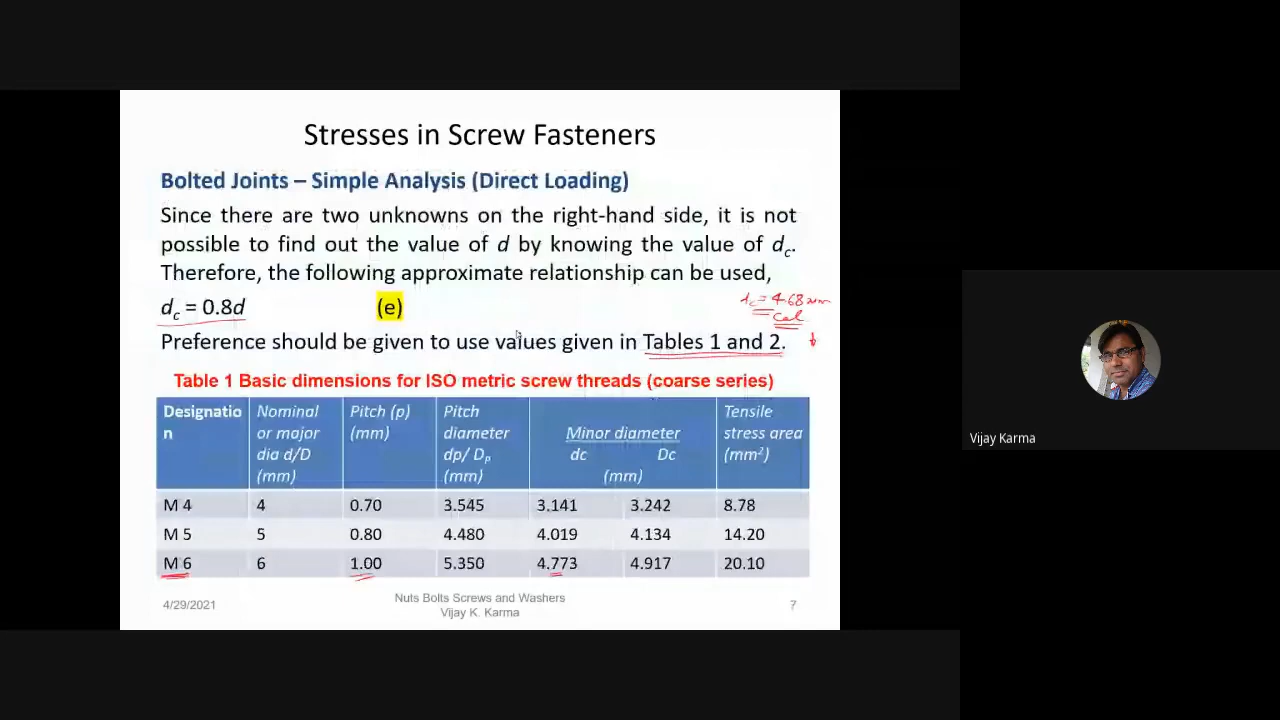 Stresses in Screw Fasteners
Bolted Joints – Simple Analysis (Direct Loading)
Since there are two unknowns on the right-hand side, it is not
possible to find out the value of d by knowing the value of dc.
Therefore, the following approximate relationship can be used,
dc = 0.8d (e)
dc = 4.68 mm
Cal
Preference should be given to use values given in Tables 1 and 2.
Table 1 Basic dimensions for ISO metric screw threads (coarse series)
Designatio
n
Nominal
or major
dia d/D
(mm)
Pitch (p)
(mm)
Pitch
diameter
dp/ Dp
(mm)
Minor diameter
dc Dc
(mm)
Tensile
stress area
(mm²)
M 4 4 0.70 3.545 3.141 3.242 8.78
M 5 5 0.80 4.480 4.019 4.134 14.20
M 6 6 1.00 5.350 4.773 4.917 20.10
4/29/2021
Nuts Bolts Screws and Washers
Vijay K. Karma
7
Vijay Karma